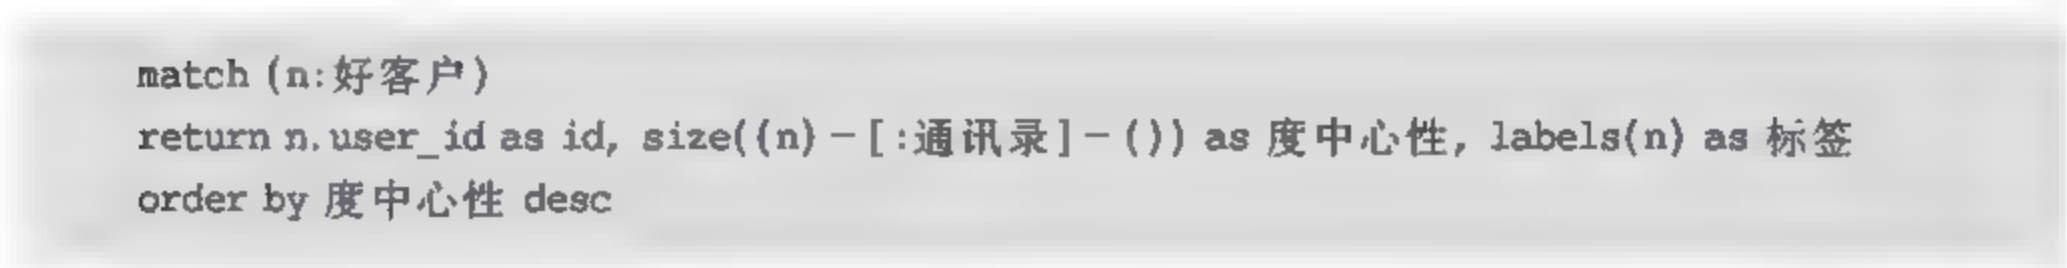 match (n:好客户)
return n.user_id as id, size((n)-[:通讯录]-()) as 度中心性, labels(n) as 标签
order by 度中心性 desc